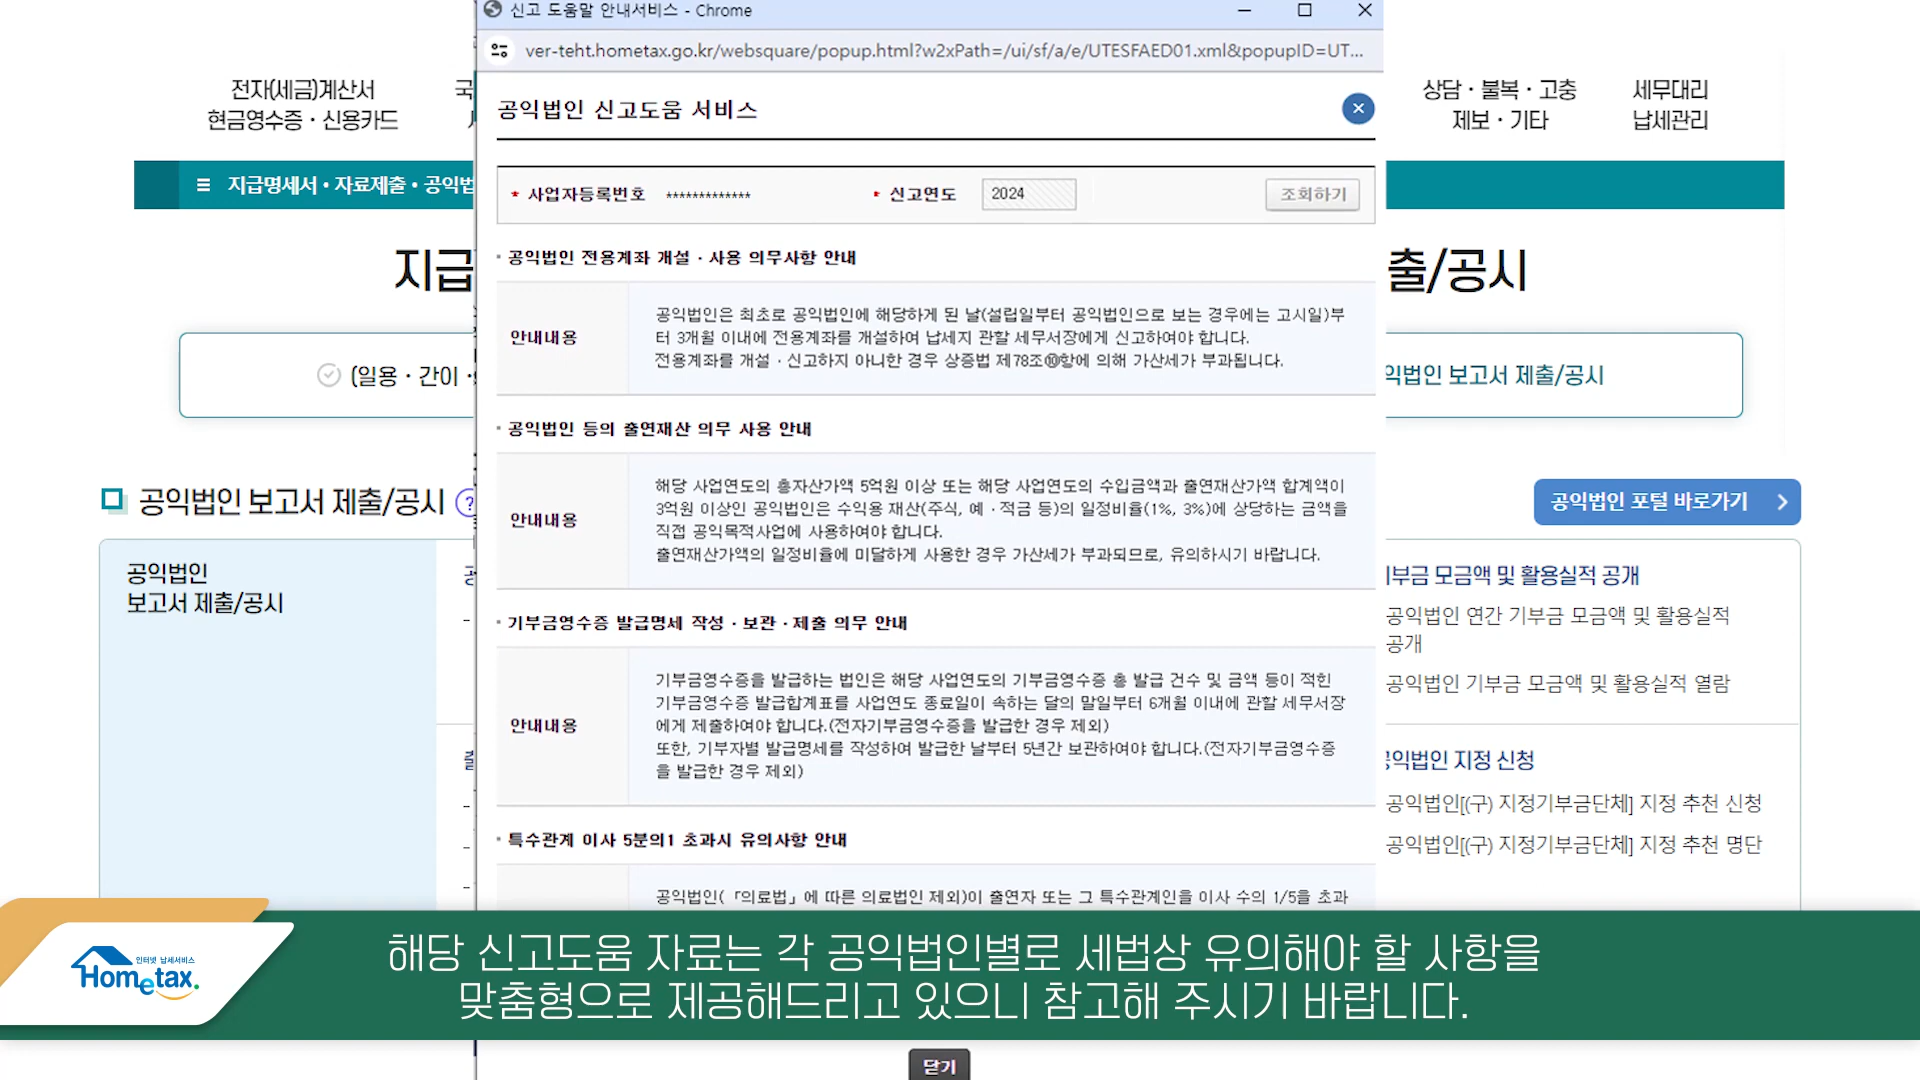 신고 도움말 안내서비스 - Chrome
ver-teht.hometax.go.kr/websquare/popup.html?w2xPath=/ui/sf/a/e/UTESFAED01.xml&popupID=UT...
전자(세금)계산서
현금영수증 · 신용카드
국
상담 · 불복 · 고충
제보 · 기타
세무대리
납세관리
지급명세서 • 자료제출 • 공익법
지급
출/공시
(일용 · 간이 ·
익법인 보고서 제출/공시
공익법인 보고서 제출/공시 ?
공익법인 포털 바로가기
공익법인
보고서 제출/공시
공익법인 신고도움 서비스
* 사업자등록번호 *************
* 신고연도 2024
조회하기
공익법인 전용계좌 개설 · 사용 의무사항 안내
안내내용
공익법인은 최초로 공익법인에 해당하게 된 날(설립일부터 공익법인으로 보는 경우에는 고시일)부
터 3개월 이내에 전용계좌를 개설하여 납세지 관할 세무서장에게 신고하여야 합니다.
전용계좌를 개설 · 신고하지 아니한 경우 상증법 제78조⑩항에 의해 가산세가 부과됩니다.
공익법인 등의 출연재산 의무 사용 안내
안내내용
해당 사업연도의 총자산가액 5억원 이상 또는 해당 사업연도의 수입금액과 출연재산가액 합계액이
3억원 이상인 공익법인은 수익용 재산(주식, 예 · 적금 등)의 일정비율(1%, 3%)에 상당하는 금액을
직접 공익목적사업에 사용하여야 합니다.
출연재산가액의 일정비율에 미달하게 사용한 경우 가산세가 부과되므로, 유의하시기 바랍니다.
기부금영수증 발급명세 작성 · 보관 · 제출 의무 안내
안내내용
기부금영수증을 발급하는 법인은 해당 사업연도의 기부금영수증 총 발급 건수 및 금액 등이 적힌
기부금영수증 발급합계표를 사업연도 종료일이 속하는 달의 말일부터 6개월 이내에 관할 세무서장
에게 제출하여야 합니다.(전자기부금영수증을 발급한 경우 제외)
또한, 기부자별 발급명세를 작성하여 발급한 날부터 5년간 보관하여야 합니다.(전자기부금영수증
을 발급한 경우 제외)
특수관계 이사 5분의1 초과시 유의사항 안내
공익법인(「의료법」에 따른 의료법인 제외)이 출연자 또는 그 특수관계인을 이사 수의 1/5을 초과
부금 모금액 및 활용실적 공개
공익법인 연간 기부금 모금액 및 활용실적
공개
공익법인 기부금 모금액 및 활용실적 열람
공익법인 지정 신청
공익법인[(구) 지정기부금단체] 지정 추천 신청
공익법인[(구) 지정기부금단체] 지정 추천 명단
인터넷 납세서비스
Hometax.
해당 신고도움 자료는 각 공익법인별로 세법상 유의해야 할 사항을
맞춤형으로 제공해드리고 있으니 참고해 주시기 바랍니다.
닫기